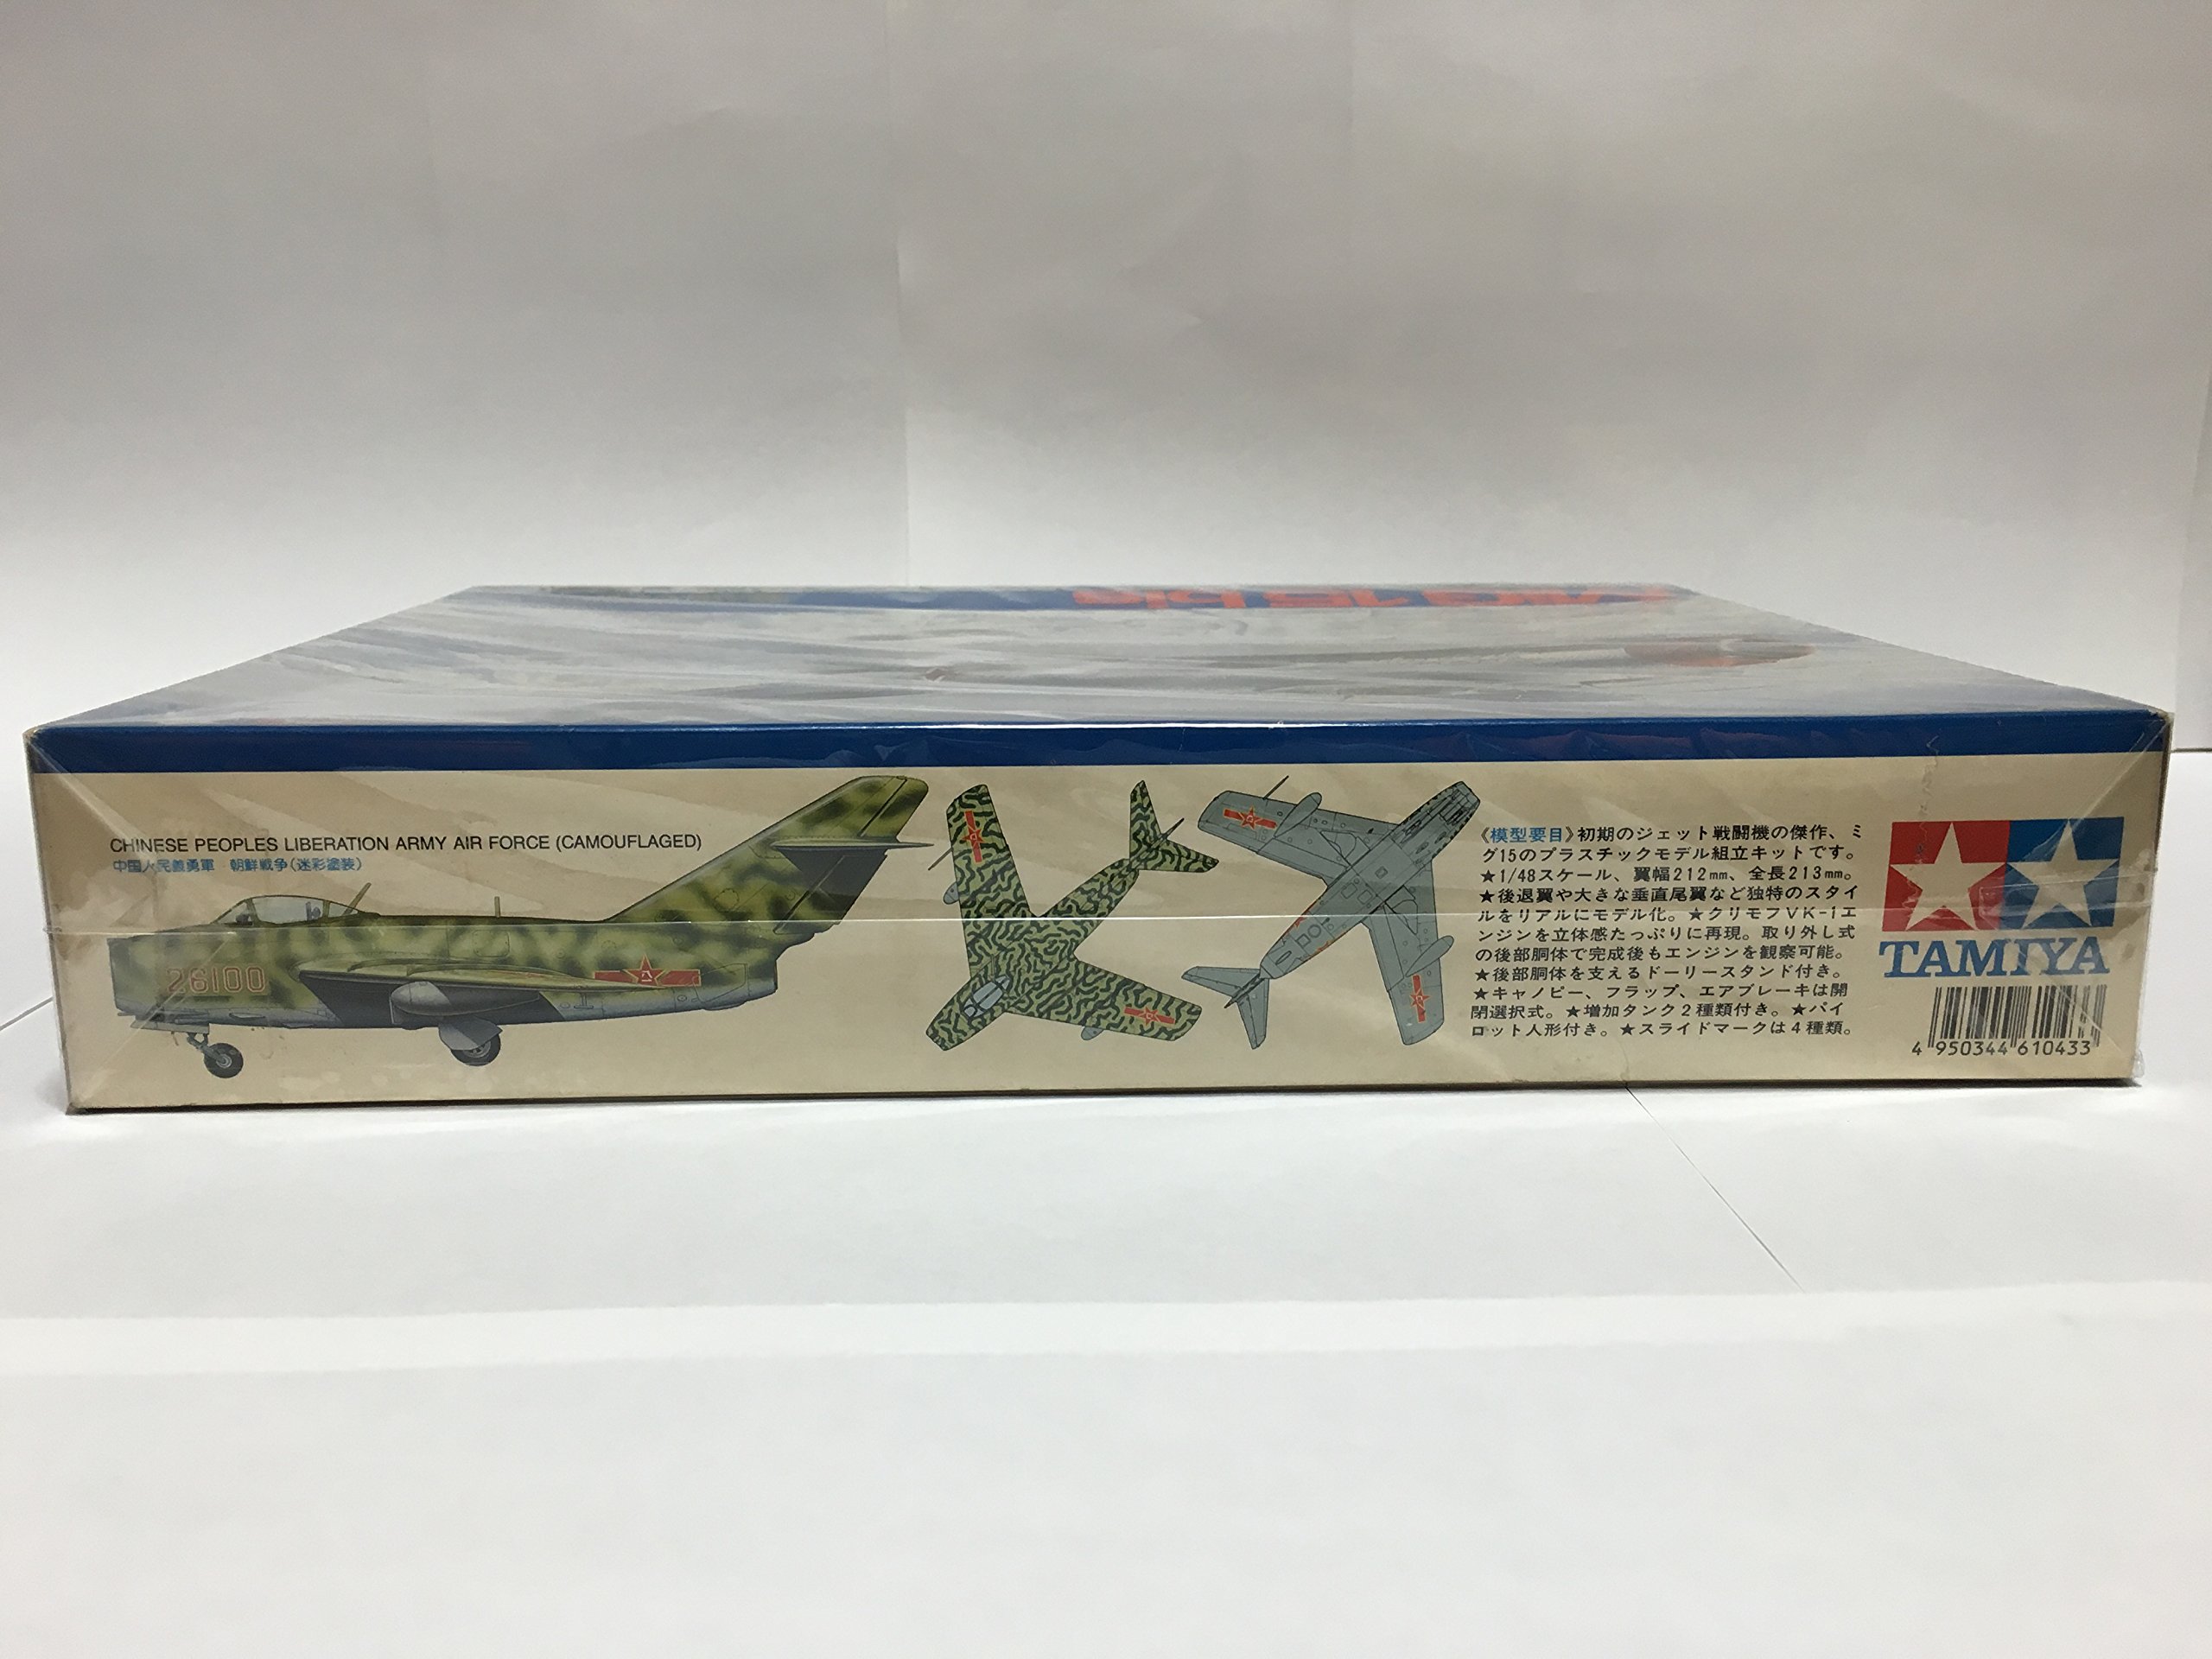 MiG-15 bis
CHINESE PEOPLES LIBERATION ARMY AIR FORCE (CAMOUFLAGED)
中国人民義勇軍 朝鮮戦争(迷彩塗装)
26100
八一
《模型要目》初期のジェット戦闘機の傑作、ミ
グ15のプラスチックモデル組立キットです。
★1/48スケール、翼幅212mm、全長213mm。
★後退翼や大きな垂直尾翼など独特のスタイ
ルをリアルにモデル化。★クリモフVK-1エ
ンジンを立体感たっぷりに再現。取り外し式
の後部胴体で完成後もエンジンを観察可能。
★後部胴体を支えるドーリースタンド付き。
★キャノピー、フラップ、エアブレーキは開
閉選択式。★増加タンク2種類付き。★パイ
ロット人形付き。★スライドマークは4種類。
TAMIYA
4 950344 610433